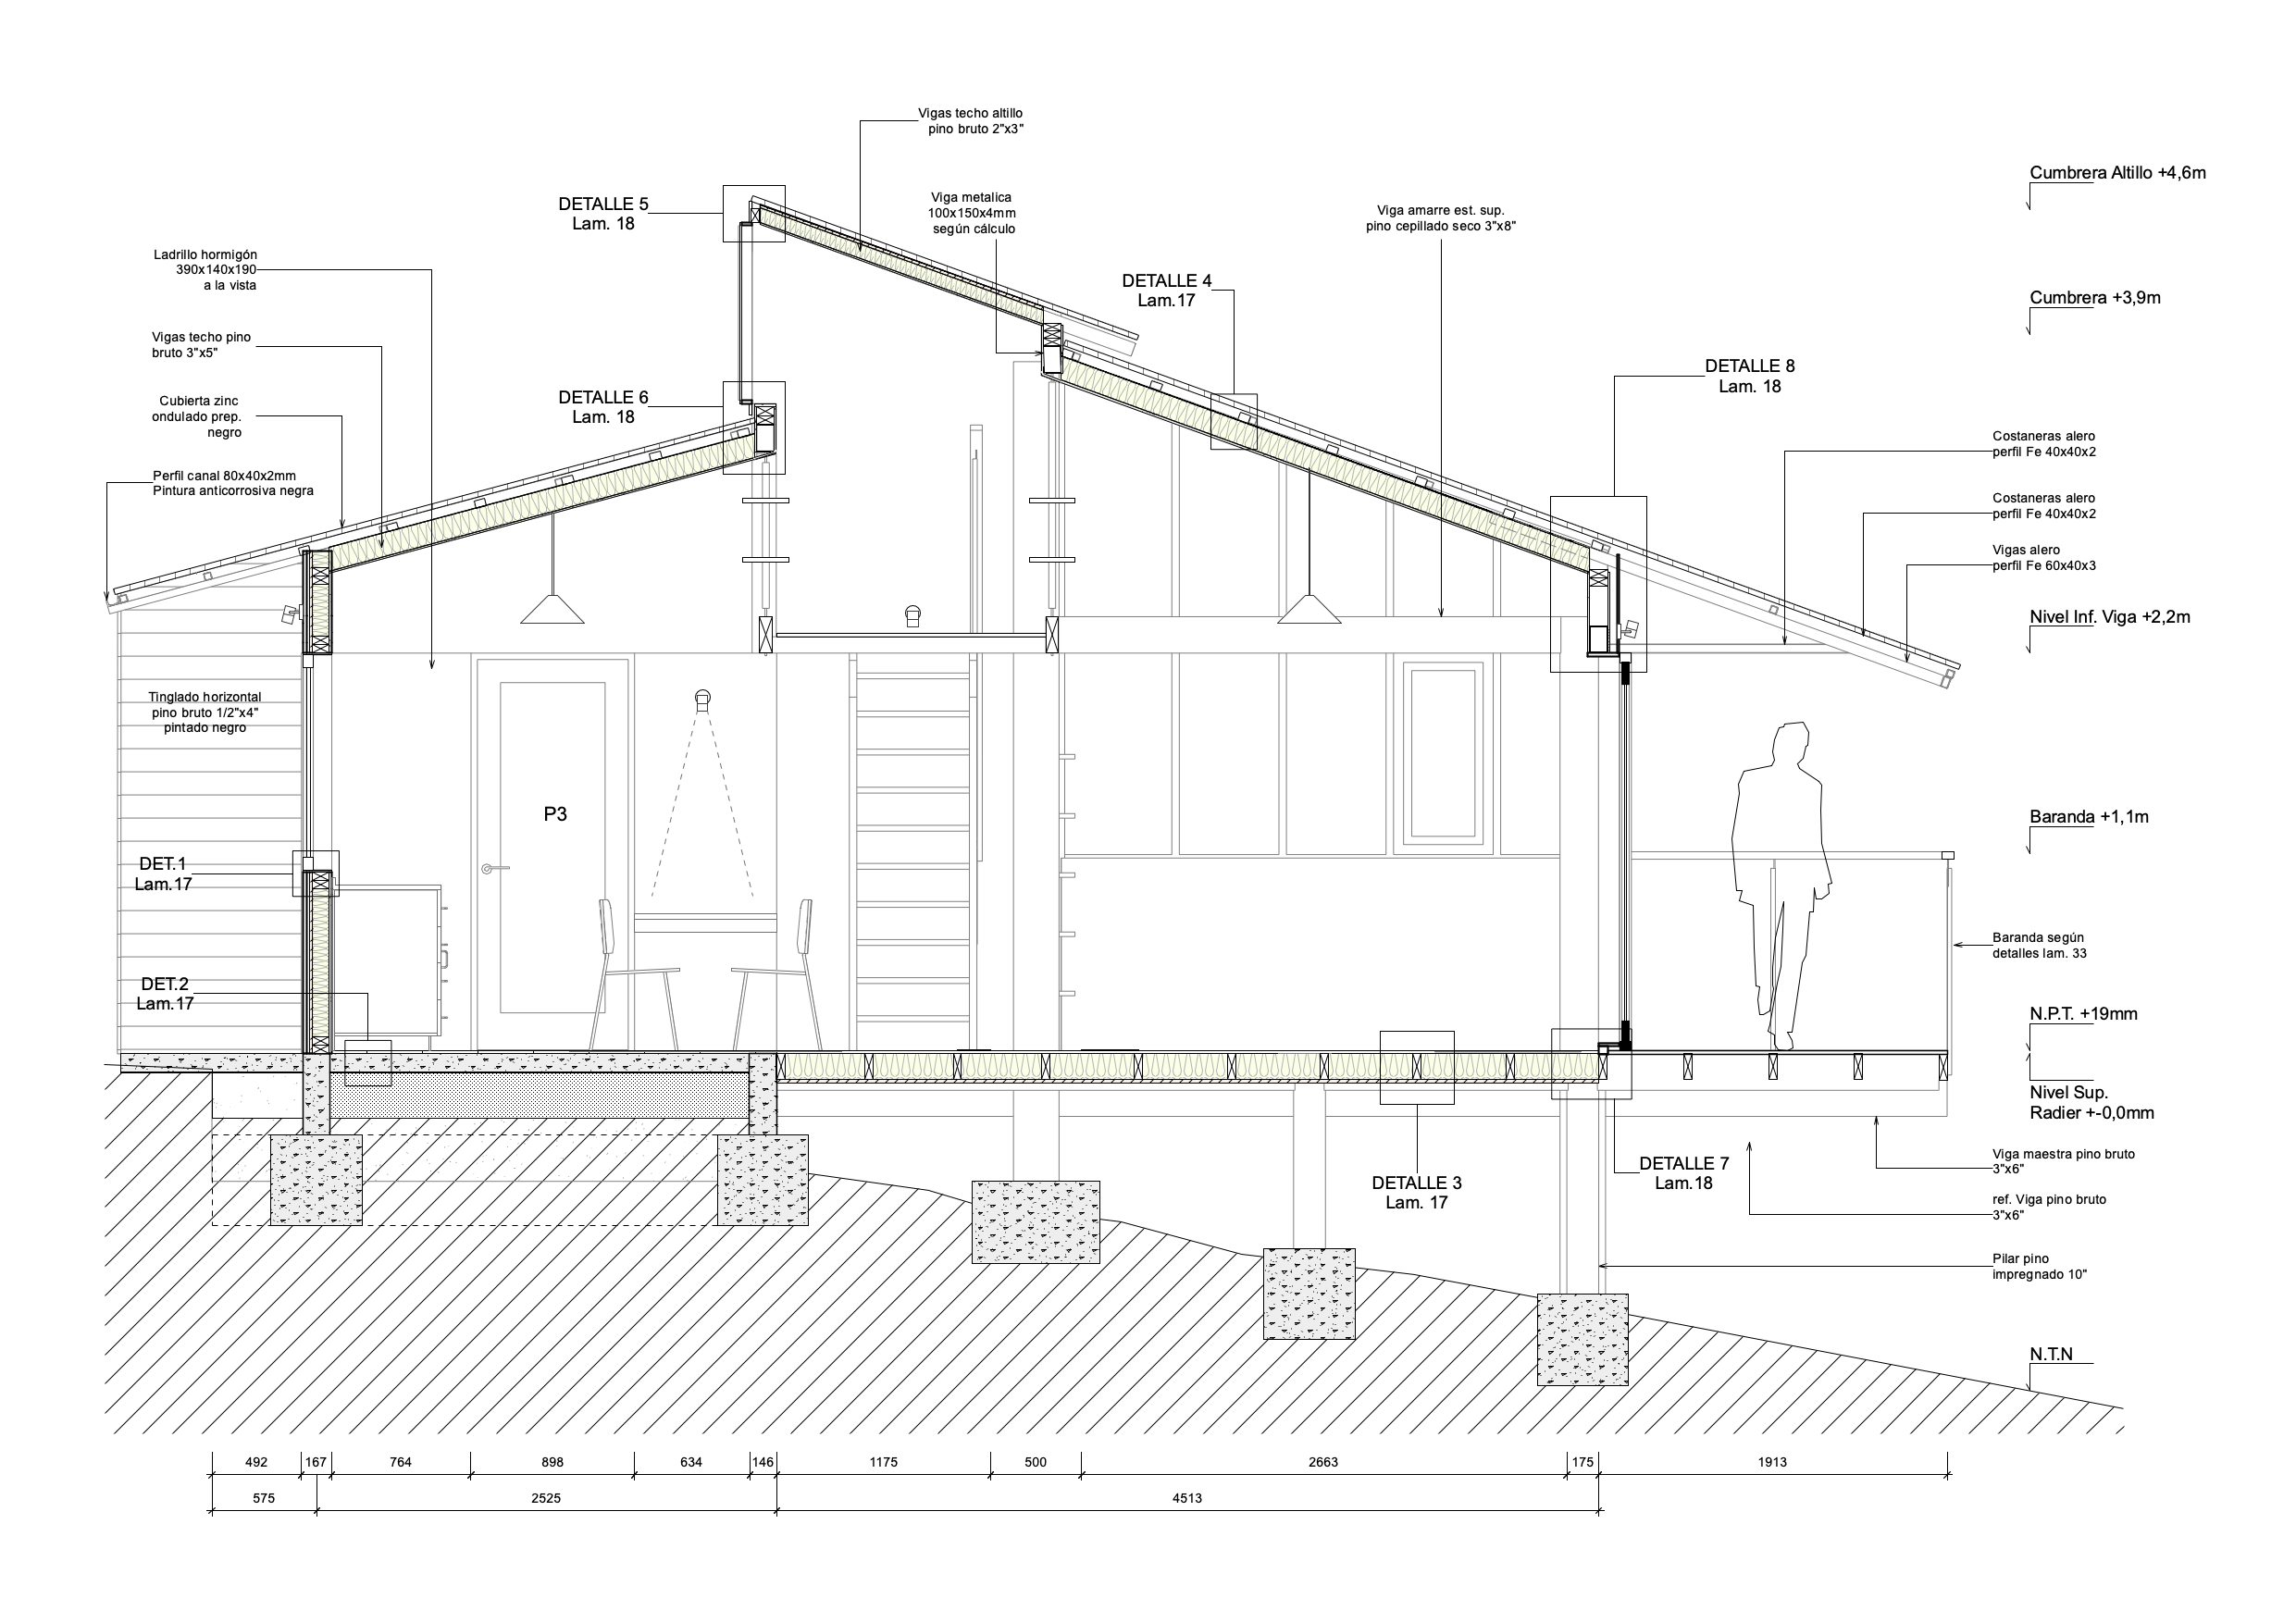 Vigas techo altillo
pino bruto 2"x3"
Cumbrera Altillo +4,6m
DETALLE 5
Lam. 18
Viga metalica
100x150x4mm
según cálculo
Viga amarre est. sup.
pino cepillado seco 3"x8"
Ladrillo hormigón
390x140x190
a la vista
DETALLE 4
Lam.17
Cumbrera +3,9m
Vigas techo pino
bruto 3"x5"
DETALLE 8
Lam. 18
DETALLE 6
Lam. 18
Cubierta zinc
ondulado prep.
negro
Costaneras alero
perfil Fe 40x40x2
Perfil canal 80x40x2mm
Pintura anticorrosiva negra
Costaneras alero
perfil Fe 40x40x2
Vigas alero
perfil Fe 60x40x3
Nivel Inf. Viga +2,2m
Tinglado horizontal
pino bruto 1/2"x4"
pintado negro
P3
Baranda +1,1m
DET.1
Lam.17
Baranda según
detalles lam. 33
DET.2
Lam.17
N.P.T. +19mm
Nivel Sup.
Radier +-0,0mm
DETALLE 3
Lam. 17
DETALLE 7
Lam.18
Viga maestra pino bruto
3"x6"
ref. Viga pino bruto
3"x6"
Pilar pino
impregnado 10"
N.T.N
492 167 764 898 634 146 1175 500 2663 175 1913
575 2525 4513